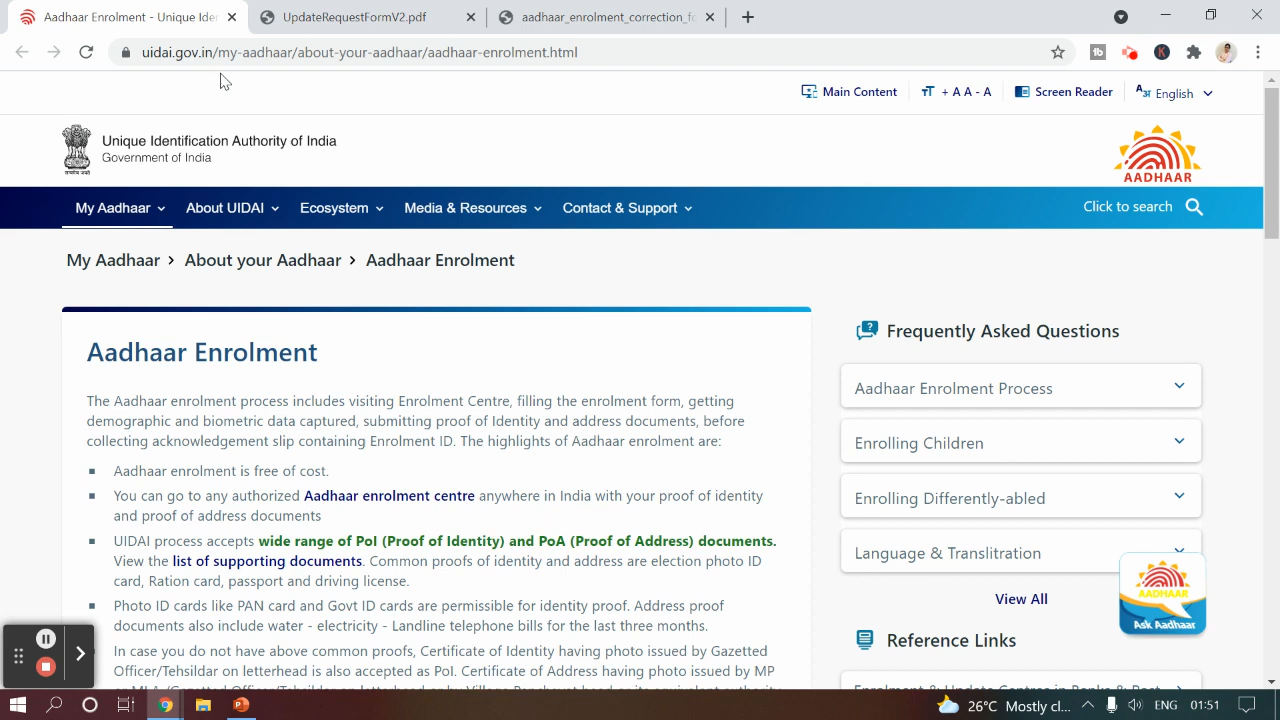 Aadhaar Enrolment - Unique Ide
UpdateRequestFormV2.pdf
aadhaar_enrolment_correction_fo
uidai.gov.in/my-aadhaar/about-your-aadhaar/aadhaar-enrolment.html
Main Content
+ A A - A
Screen Reader
English
Unique Identification Authority of India
Government of India
AADHAAR
My Aadhaar
About UIDAI
Ecosystem
Media & Resources
Contact & Support
Click to search
My Aadhaar > About your Aadhaar > Aadhaar Enrolment
Aadhaar Enrolment
The Aadhaar enrolment process includes visiting Enrolment Centre, filling the enrolment form, getting
demographic and biometric data captured, submitting proof of Identity and address documents, before
collecting acknowledgement slip containing Enrolment ID. The highlights of Aadhaar enrolment are:
Aadhaar enrolment is free of cost.
You can go to any authorized Aadhaar enrolment centre anywhere in India with your proof of identity
and proof of address documents
UIDAI process accepts wide range of PoI (Proof of Identity) and PoA (Proof of Address) documents.
View the list of supporting documents. Common proofs of identity and address are election photo ID
card, Ration card, passport and driving license.
Photo ID cards like PAN card and Govt ID cards are permissible for identity proof. Address proof
documents also include water - electricity - Landline telephone bills for the last three months.
In case you do not have above common proofs, Certificate of Identity having photo issued by Gazetted
Officer/Tehsildar on letterhead is also accepted as PoI. Certificate of Address having photo issued by MP
Frequently Asked Questions
Aadhaar Enrolment Process
Enrolling Children
Enrolling Differently-abled
Language & Translitration
View All
AADHAAR
Ask Aadhaar
Reference Links
Enrolment & Update Centres in Banks & Post
26°C Mostly cl...
ENG
01:51